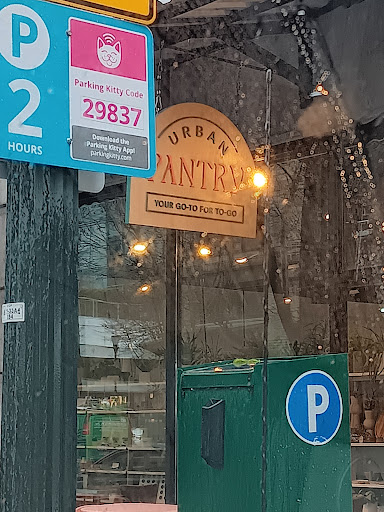 P
2
HOURS
Parking Kitty Code
29837
Download the
Parking Kitty App!
parkingkitty.com
URBAN
PANTRY
YOUR GO-TO FOR TO-GO
P